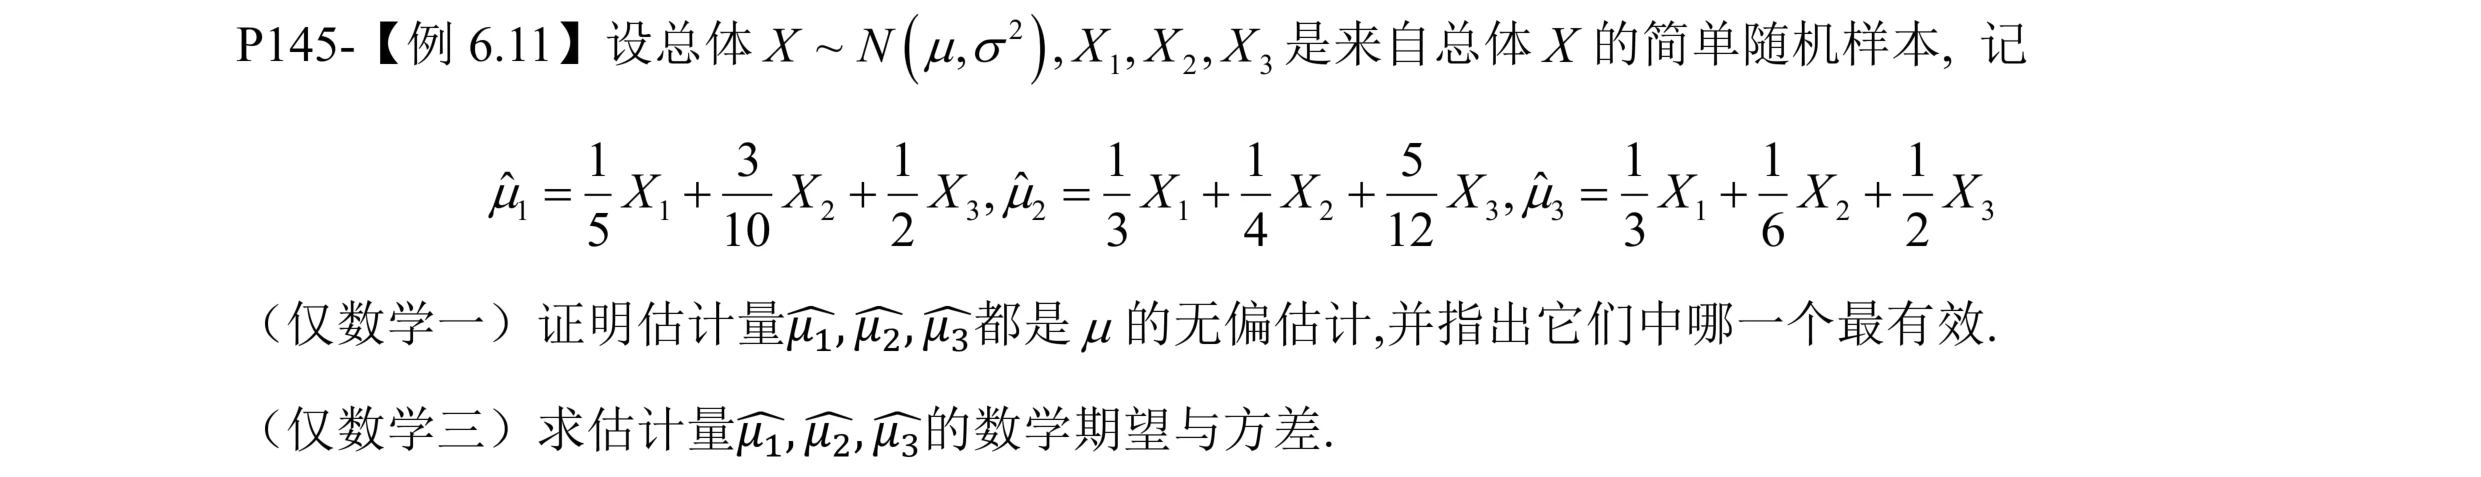 P145-【例 6.11】设总体 X ~ N(μ,σ²), X₁, X₂, X₃ 是来自总体 X 的简单随机样本, 记
μ̂₁ = 1/5 X₁ + 3/10 X₂ + 1/2 X₃, μ̂₂ = 1/3 X₁ + 1/4 X₂ + 5/12 X₃, μ̂₃ = 1/3 X₁ + 1/6 X₂ + 1/2 X₃
（仅数学一）证明估计量μ̂₁, μ̂₂, μ̂₃都是 μ 的无偏估计,并指出它们中哪一个最有效.
（仅数学三）求估计量μ̂₁, μ̂₂, μ̂₃的数学期望与方差.